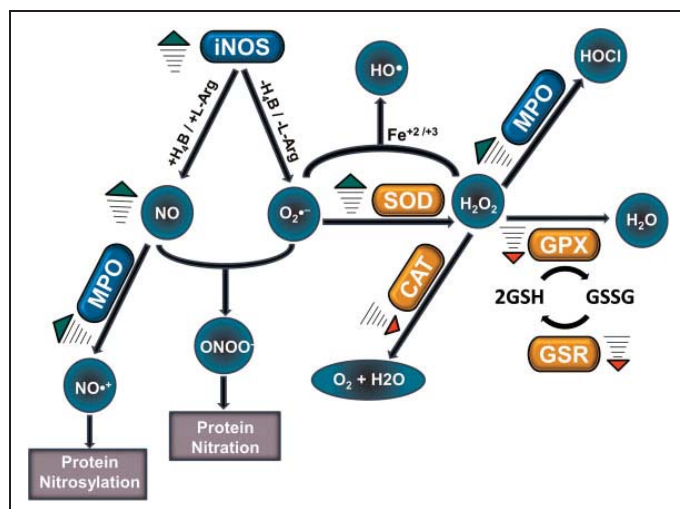 iNOS
HO•
HOCl
MPO
+H₄B / +L-Arg
-H₄B / -L-Arg
Fe⁺² /⁺³
NO
O₂•⁻
SOD
H₂O₂
H₂O
GPX
MPO
CAT
2GSH
GSSG
ONOO⁻
GSR
NO•⁺
O₂ + H2O
Protein
Nitration
Protein
Nitrosylation